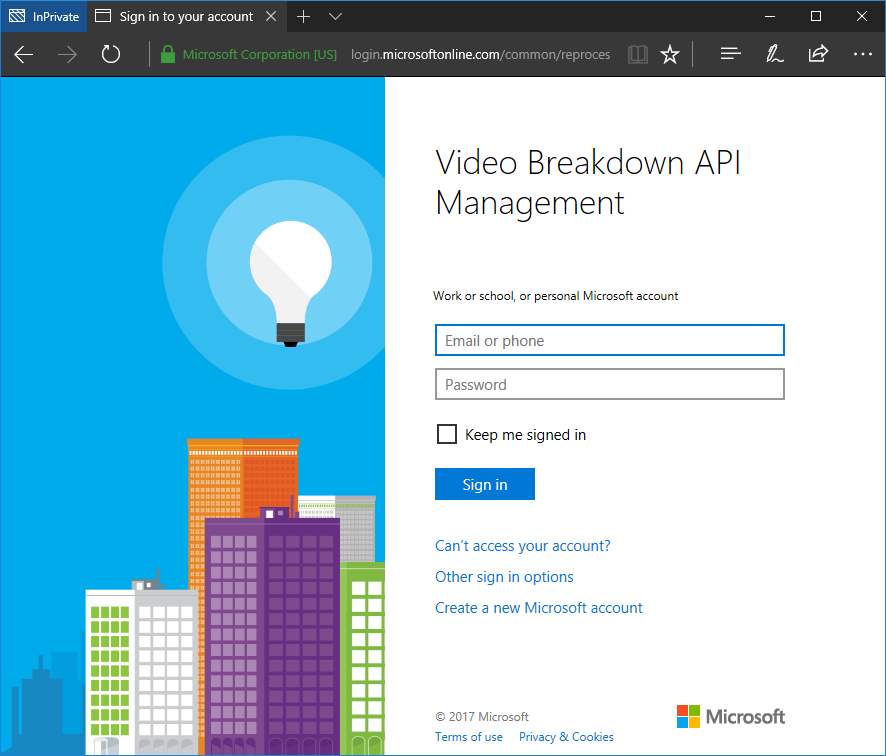 InPrivate
Sign in to your account
Microsoft Corporation [US] login.microsoftonline.com/common/reproces
Video Breakdown API
Management
Work or school, or personal Microsoft account
Email or phone
Password
Keep me signed in
Sign in
Can't access your account?
Other sign in options
Create a new Microsoft account
© 2017 Microsoft
Terms of use Privacy & Cookies
Microsoft